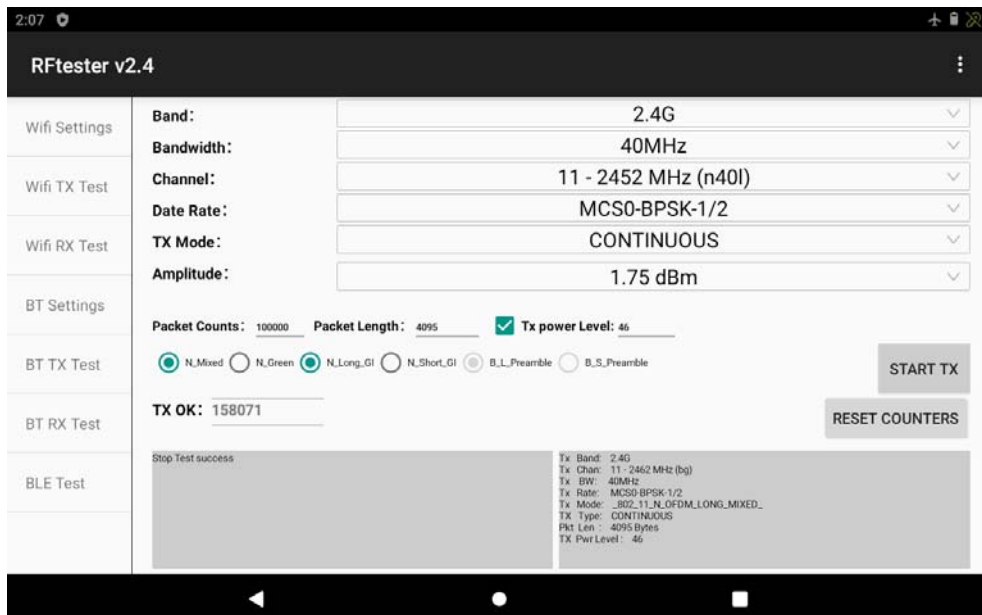 2:07
RFtester v2.4
Wifi Settings
Wifi TX Test
Wifi RX Test
BT Settings
BT TX Test
BT RX Test
BLE Test
Band: 2.4G
Bandwidth: 40MHz
Channel: 11 - 2452 MHz (n40l)
Date Rate: MCS0-BPSK-1/2
TX Mode: CONTINUOUS
Amplitude: 1.75 dBm
Packet Counts: 100000 Packet Length: 4095 Tx power Level: 46
N_Mixed N_Green N_Long_GI N_Short_GI B_L_Preamble B_S_Preamble
START TX
TX OK: 158071
RESET COUNTERS
Stop Test success
Tx Band: 2.4G
Tx Chan: 11 - 2462 MHz (bg)
Tx BW: 40MHz
Tx Rate: MCS0-BPSK-1/2
Tx Mode: _802_11_N_OFDM_LONG_MIXED_
TX Type: CONTINUOUS
Pkt Len : 4095 Bytes
TX Pwr Level : 46